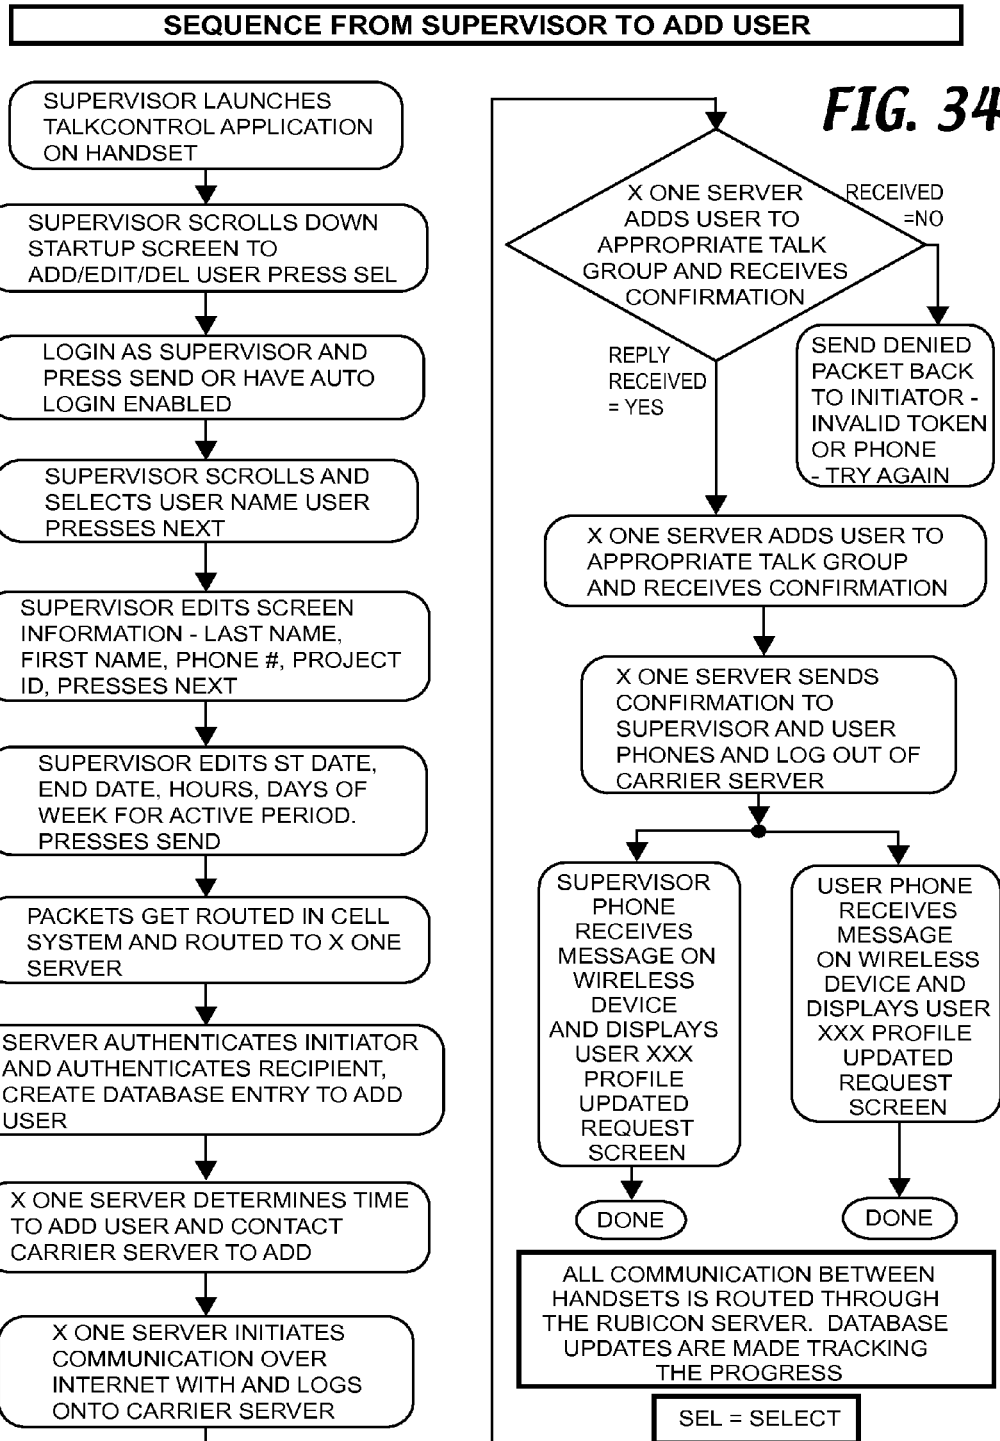 SEQUENCE FROM SUPERVISOR TO ADD USER
FIG. 34
SUPERVISOR LAUNCHES
TALKCONTROL APPLICATION
ON HANDSET
SUPERVISOR SCROLLS DOWN
STARTUP SCREEN TO
ADD/EDIT/DEL USER PRESS SEL
LOGIN AS SUPERVISOR AND
PRESS SEND OR HAVE AUTO
LOGIN ENABLED
SUPERVISOR SCROLLS AND
SELECTS USER NAME USER
PRESSES NEXT
SUPERVISOR EDITS SCREEN
INFORMATION - LAST NAME,
FIRST NAME, PHONE #, PROJECT
ID, PRESSES NEXT
SUPERVISOR EDITS ST DATE,
END DATE, HOURS, DAYS OF
WEEK FOR ACTIVE PERIOD.
PRESSES SEND
PACKETS GET ROUTED IN CELL
SYSTEM AND ROUTED TO X ONE
SERVER
SERVER AUTHENTICATES INITIATOR
AND AUTHENTICATES RECIPIENT,
CREATE DATABASE ENTRY TO ADD
USER
X ONE SERVER DETERMINES TIME
TO ADD USER AND CONTACT
CARRIER SERVER TO ADD
X ONE SERVER INITIATES
COMMUNICATION OVER
INTERNET WITH AND LOGS
ONTO CARRIER SERVER
X ONE SERVER
ADDS USER TO
APPROPRIATE TALK
GROUP AND RECEIVES
CONFIRMATION
RECEIVED
=NO
SEND DENIED
PACKET BACK
TO INITIATOR -
INVALID TOKEN
OR PHONE
- TRY AGAIN
REPLY
RECEIVED
= YES
X ONE SERVER ADDS USER TO
APPROPRIATE TALK GROUP
AND RECEIVES CONFIRMATION
X ONE SERVER SENDS
CONFIRMATION TO
SUPERVISOR AND USER
PHONES AND LOG OUT OF
CARRIER SERVER
SUPERVISOR
PHONE
RECEIVES
MESSAGE ON
WIRELESS
DEVICE
AND DISPLAYS
USER XXX
PROFILE
UPDATED
REQUEST
SCREEN
DONE
USER PHONE
RECEIVES
MESSAGE
ON WIRELESS
DEVICE AND
DISPLAYS USER
XXX PROFILE
UPDATED
REQUEST
SCREEN
DONE
ALL COMMUNICATION BETWEEN
HANDSETS IS ROUTED THROUGH
THE RUBICON SERVER. DATABASE
UPDATES ARE MADE TRACKING
THE PROGRESS
SEL = SELECT